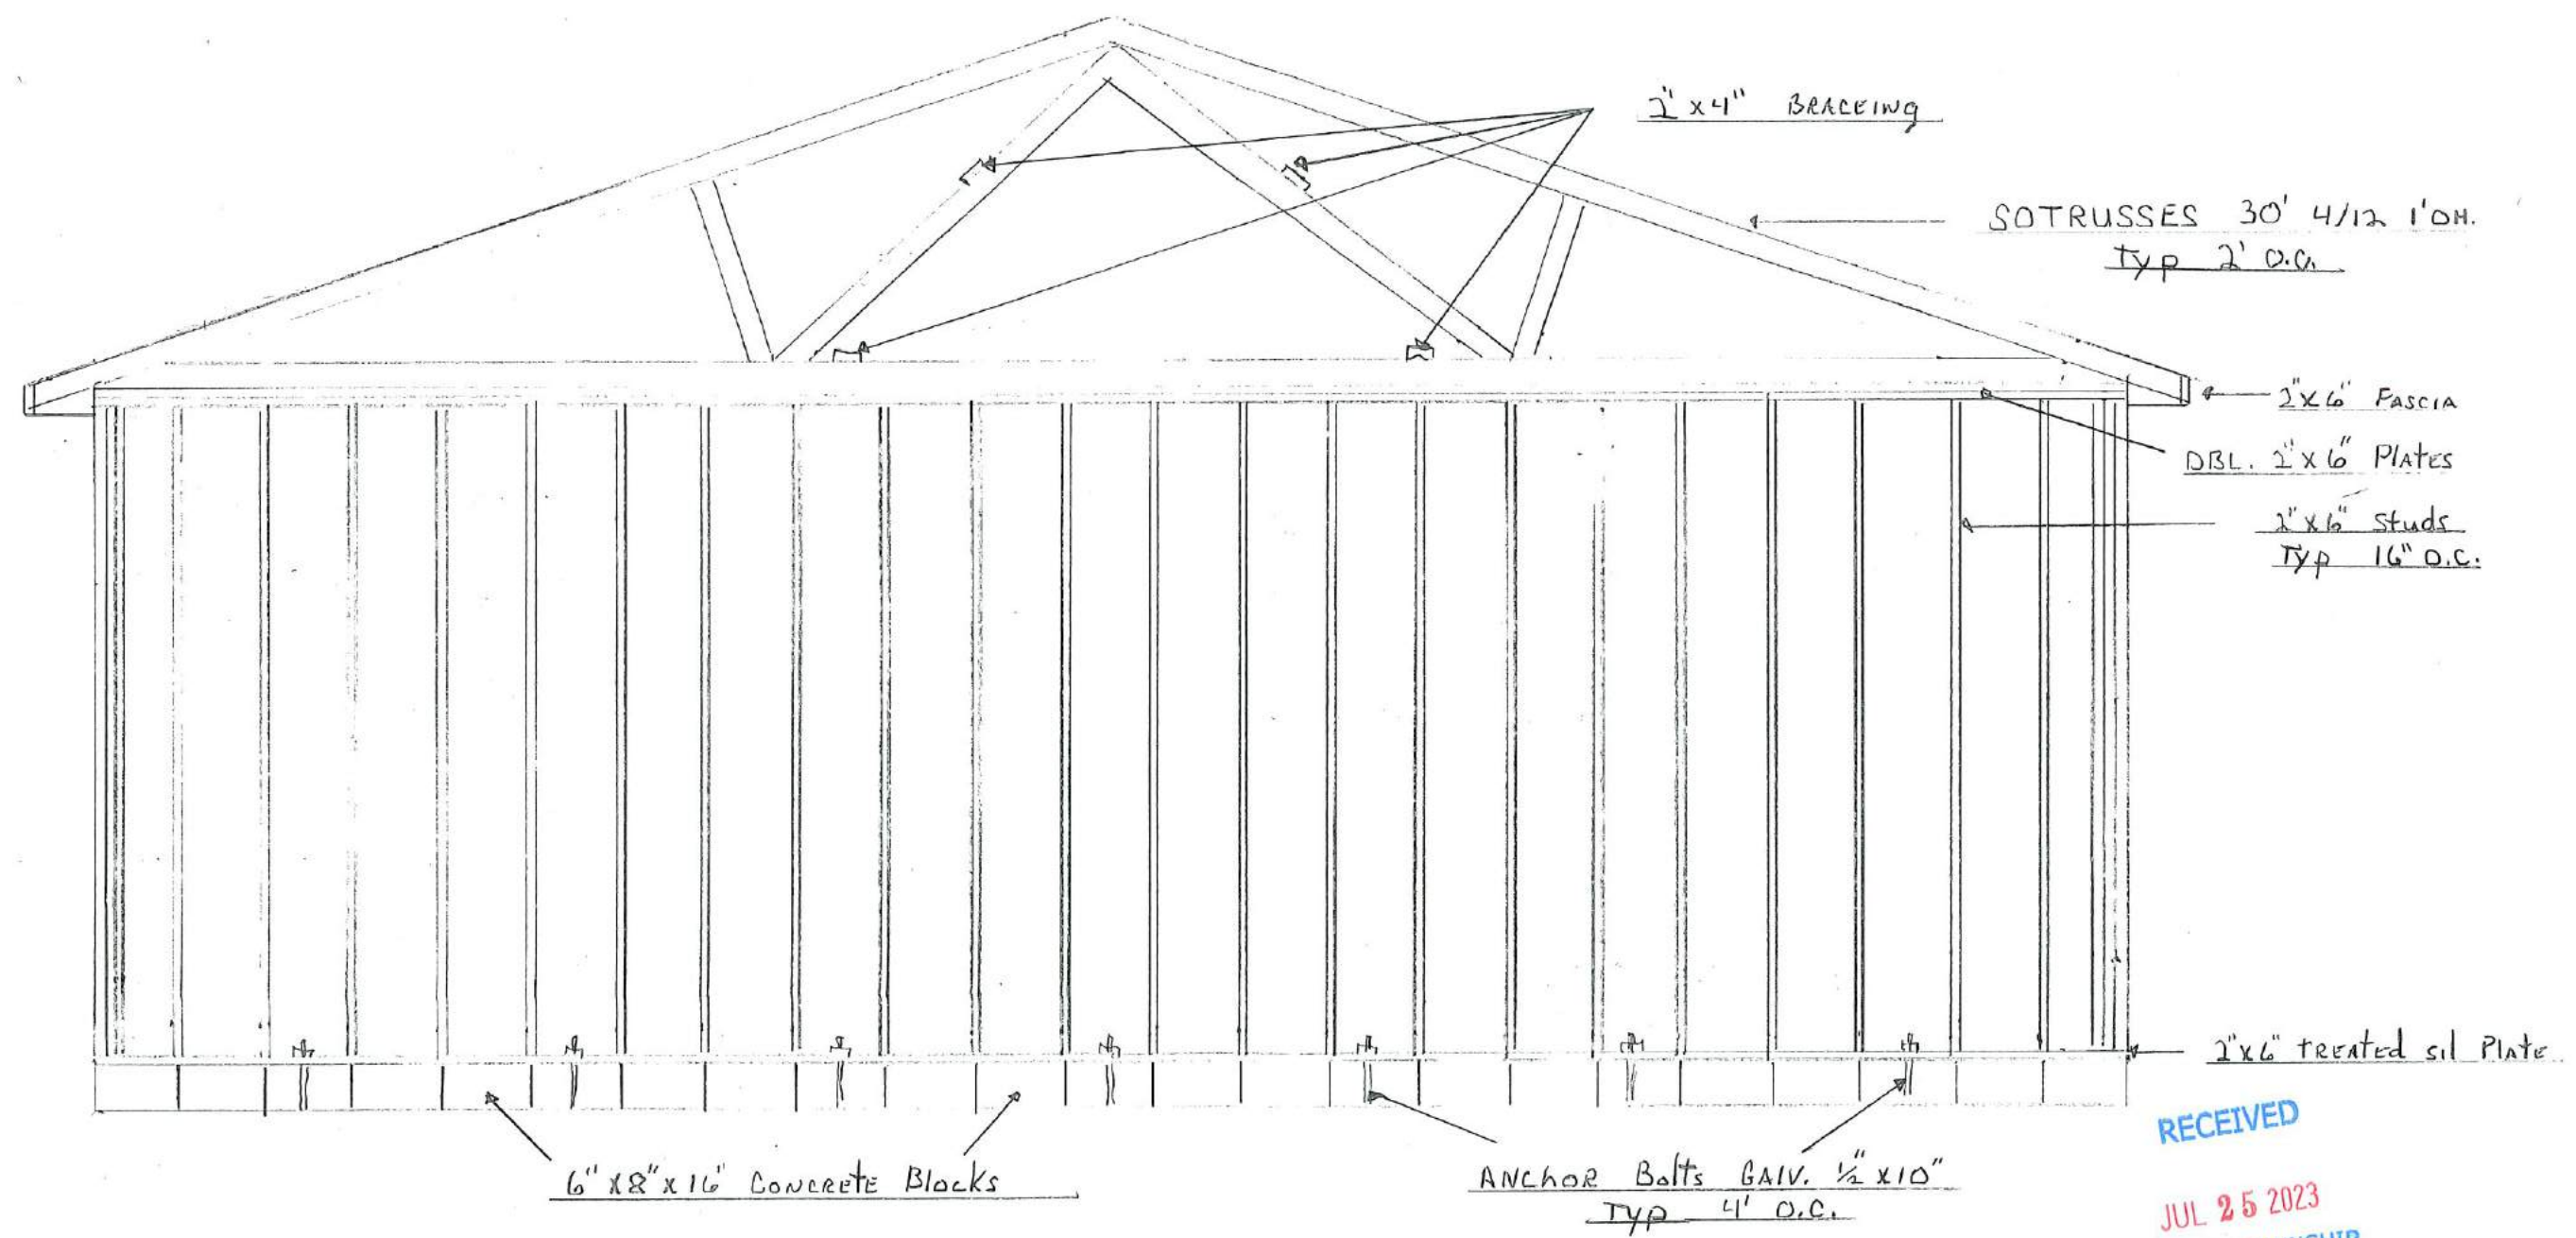 2"x4" BRACEING
SOTRUSSES 30' 4/12 1'OH.
Typ 2' O.C.
2"x6" FASCIA
DBL. 2"x6" PlATES
2"x6" studs
Typ 16" O.C.
2"x6" TREATED sil PlATE
RECEIVED
6"x8"x16" CONCRETE Blocks
ANChOR Bolts GAlV. ½"x10"
Typ 4' O.C.
JUL 25 2023